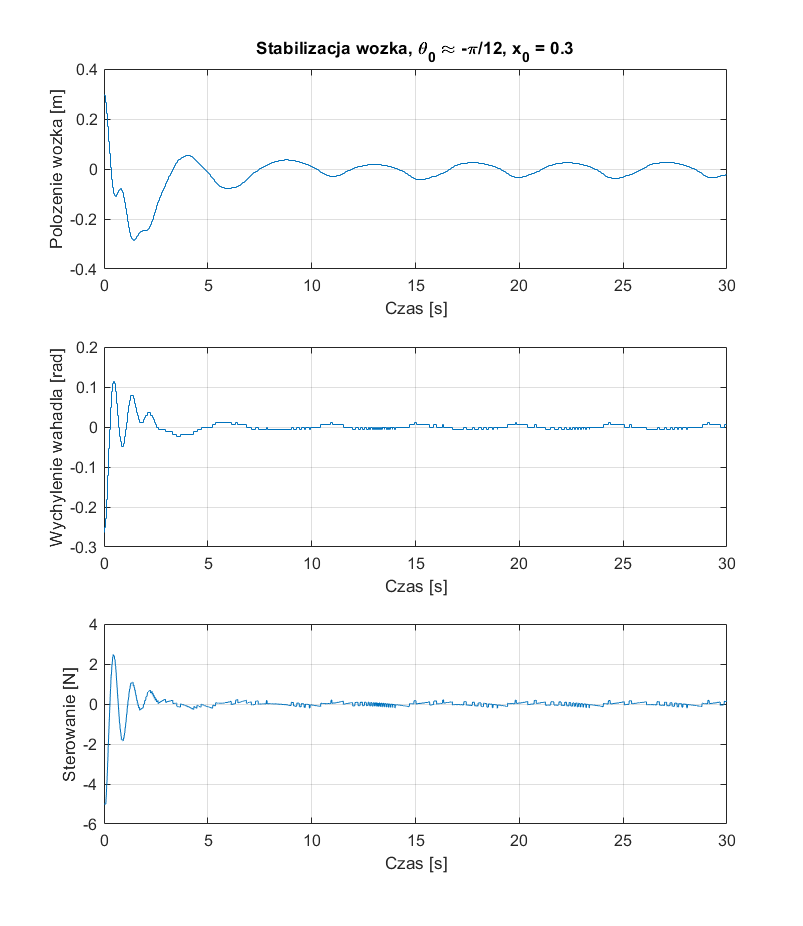 Stabilizacja wozka, θ0 ≈ -π/12, x0 = 0.3
0.4
0.2
0
-0.2
-0.4
Polozenie wozka [m]
0 5 10 15 20 25 30
Czas [s]
0.2
0.1
0
-0.1
-0.2
-0.3
Wychylenie wahadla [rad]
0 5 10 15 20 25 30
Czas [s]
4
2
0
-2
-4
-6
Sterowanie [N]
0 5 10 15 20 25 30
Czas [s]